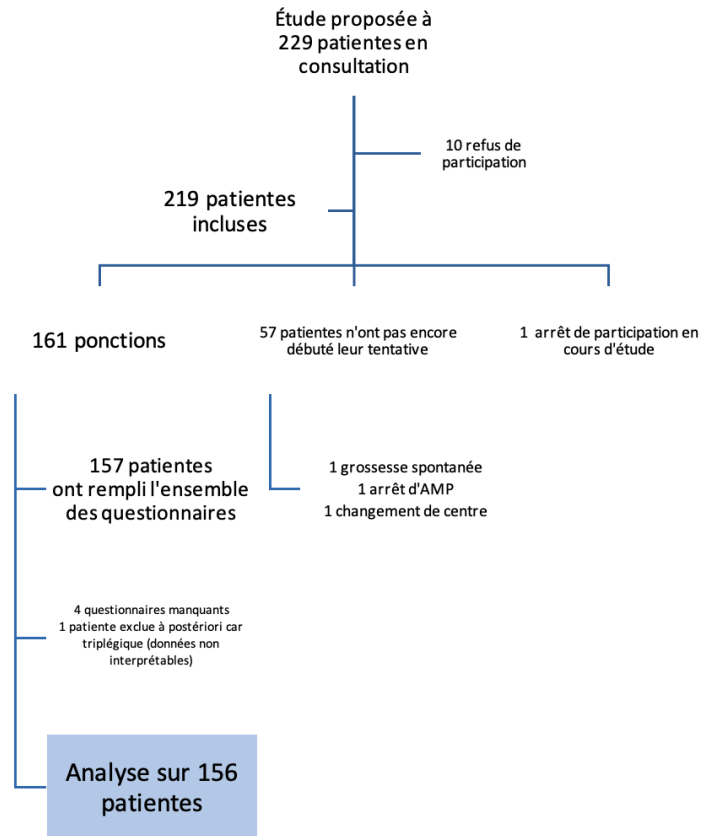 Étude proposée à
229 patientes en
consultation
10 refus de
participation
219 patientes
incluses
161 ponctions
57 patientes n'ont pas encore
débuté leur tentative
1 arrêt de participation en
cours d'étude
157 patientes
ont rempli l'ensemble
des questionnaires
1 grossesse spontanée
1 arrêt d'AMP
1 changement de centre
4 questionnaires manquants
1 patiente exclue à postériori car
triplégique (données non
interprétables)
Analyse sur 156
patientes